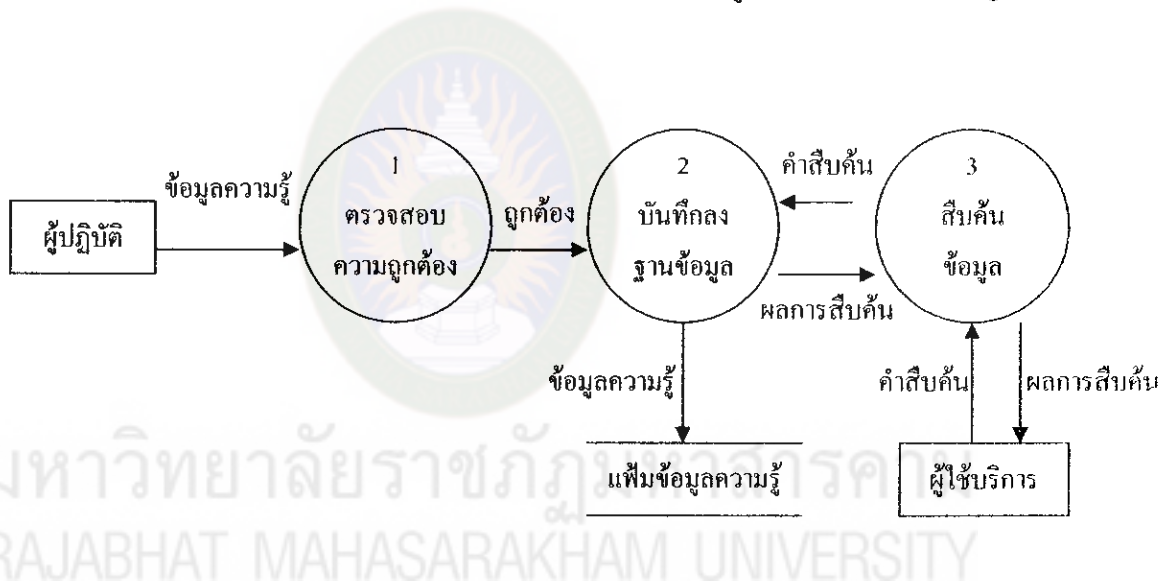 1
ตรวจสอบ
ความถูกต้อง
2
บันทึกลง
ฐานข้อมูล
3
สืบค้น
ข้อมูล
คำสืบค้น
ข้อมูลความรู้
ถูกต้อง
ผู้ปฏิบัติ
ผลการสืบค้น
ข้อมูลความรู้
คำสืบค้น
ผลการสืบค้น
แฟ้มข้อมูลความรู้
ผู้ใช้บริการ
มหาวิทยาลัยราชภัฏมหาสารคาม
RAJABHAT MAHASARAKHAM UNIVERSITY